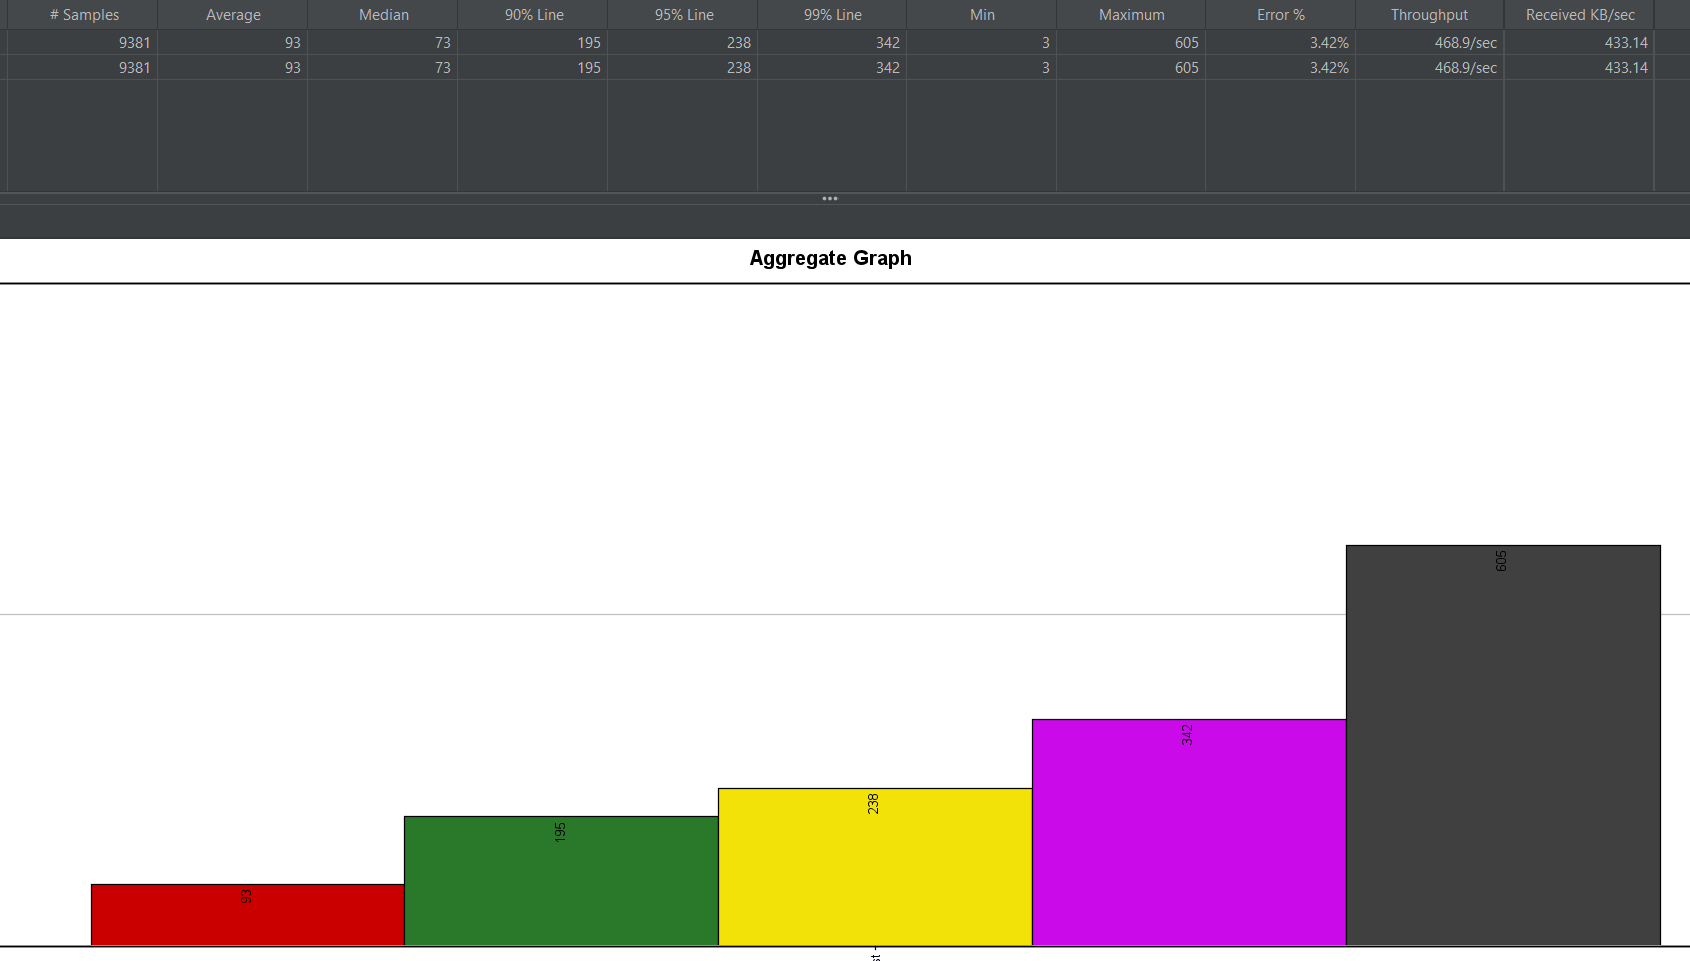 # Samples Average Median 90% Line 95% Line 99% Line Min Maximum Error % Throughput Received KB/sec
9381 93 73 195 238 342 3 605 3.42% 468.9/sec 433.14
9381 93 73 195 238 342 3 605 3.42% 468.9/sec 433.14
Aggregate Graph
605
342
238
195
93